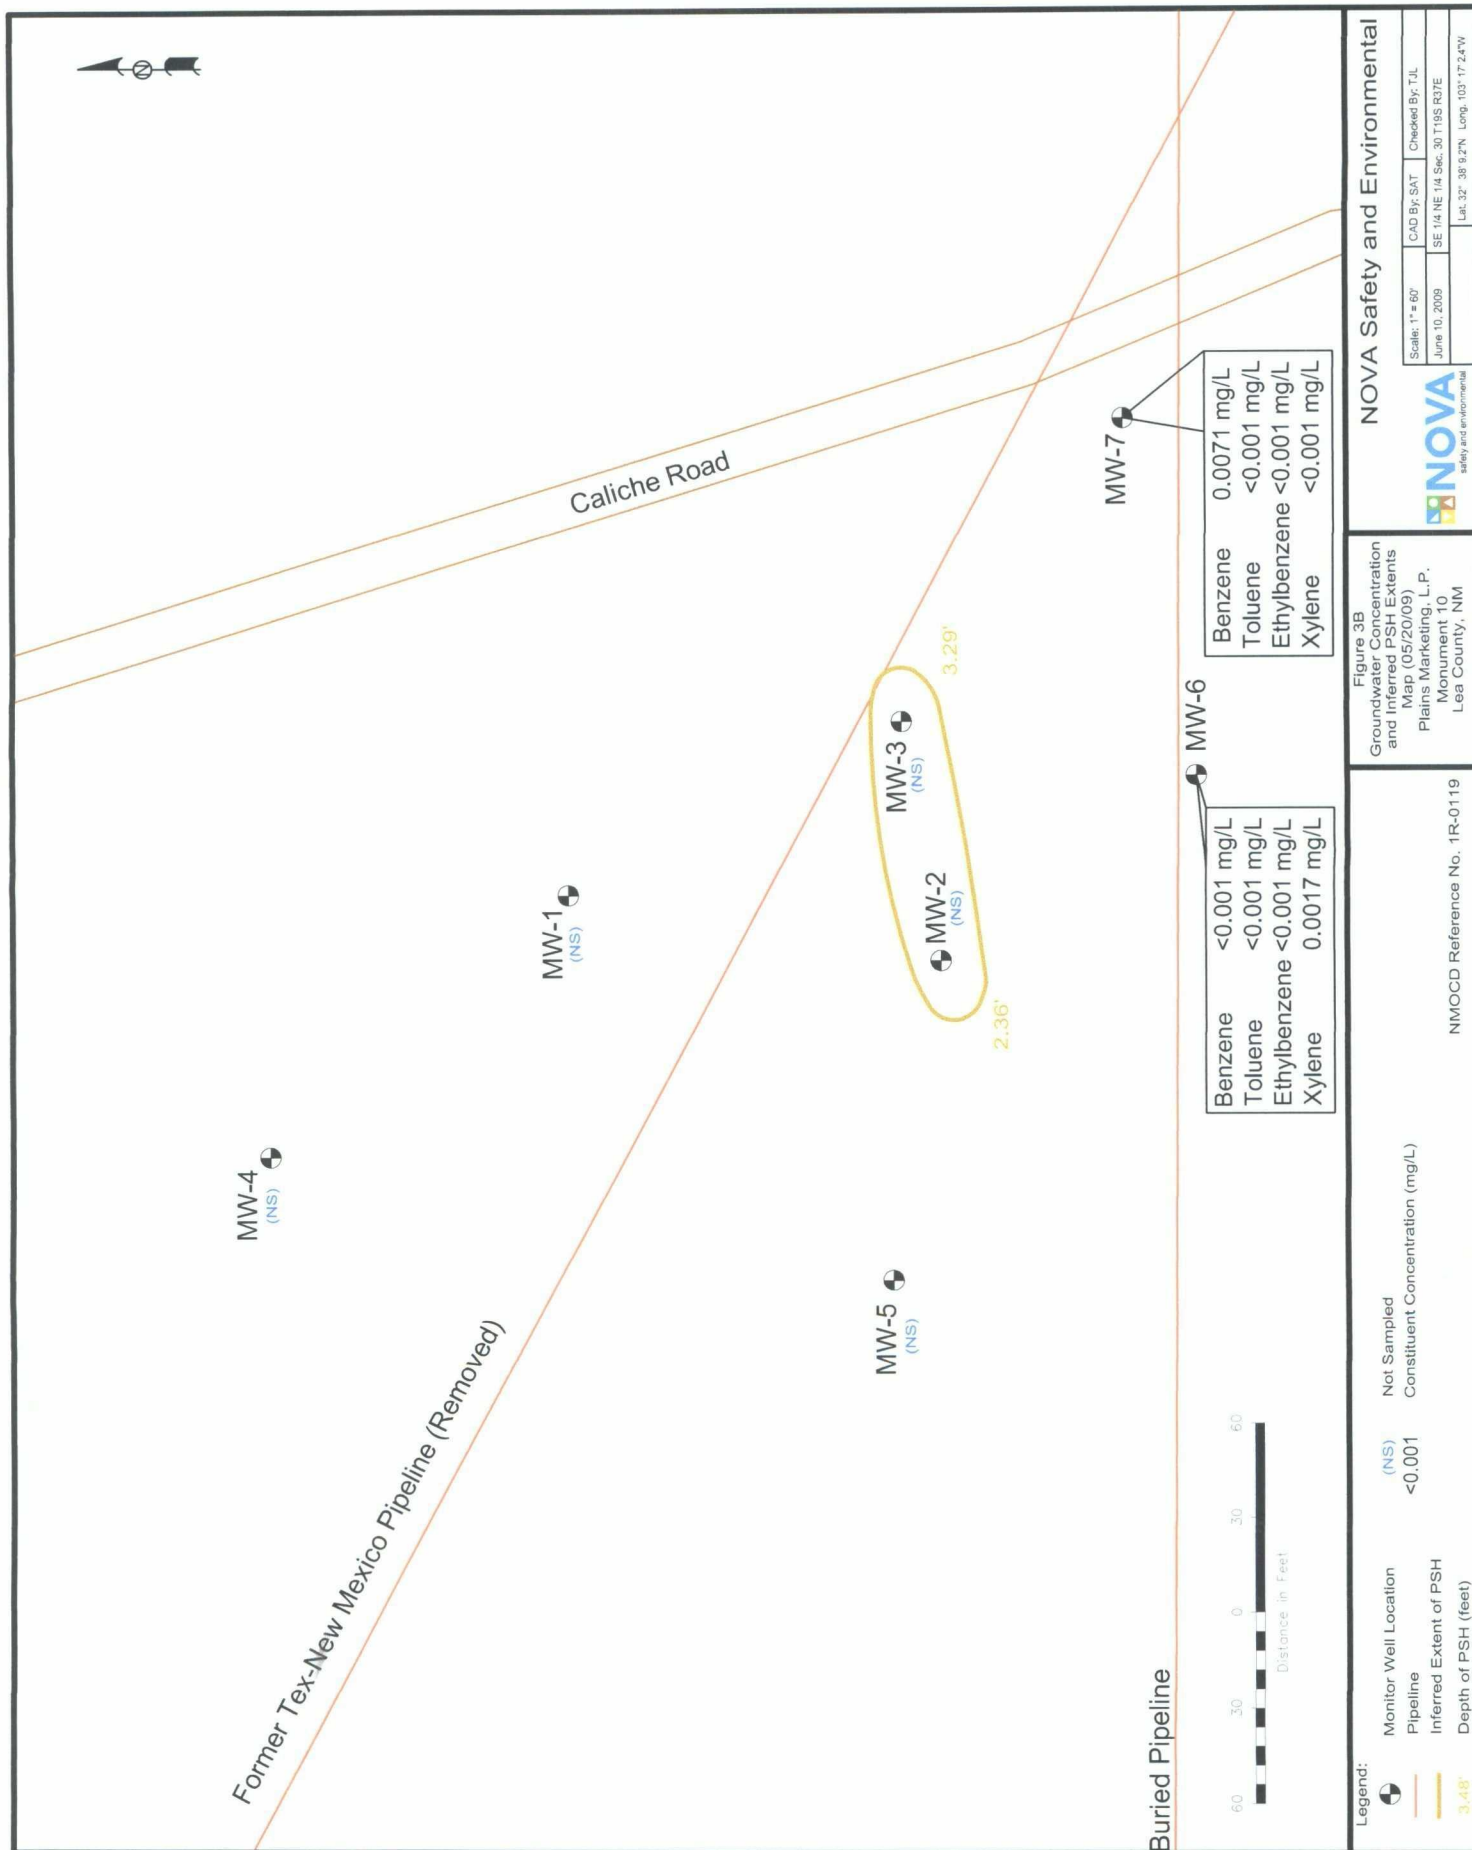 N
Caliche Road
Former Tex-New Mexico Pipeline (Removed)
MW-4
(NS)
MW-1
(NS)
MW-5
(NS)
MW-3
(NS)
MW-2
(NS)
3.29'
2.36'
MW-7
Benzene 0.0071 mg/L
Toluene <0.001 mg/L
Ethylbenzene <0.001 mg/L
Xylene <0.001 mg/L
MW-6
Benzene <0.001 mg/L
Toluene <0.001 mg/L
Ethylbenzene <0.001 mg/L
Xylene 0.0017 mg/L
Buried Pipeline
60 30 0 30 60
Distance in Feet
Legend:
Monitor Well Location
Pipeline
Inferred Extent of PSH
3.48' Depth of PSH (feet)
(NS) Not Sampled
<0.001 Constituent Concentration (mg/L)
NMOCD Reference No. 1R-0119
Figure 3B
Groundwater Concentration
and Inferred PSH Extents
Map (05/20/09)
Plains Marketing, L.P.
Monument 10
Lea County, NM
NOVA Safety and Environmental
NOVA
safety and environmental
Scale: 1" = 60' CAD By: SAT Checked By: TJL
June 10, 2009 SE 1/4 NE 1/4 Sec. 30 T19S R37E
Lat. 32° 38' 9.2"N Long. 103° 17' 2.4"W